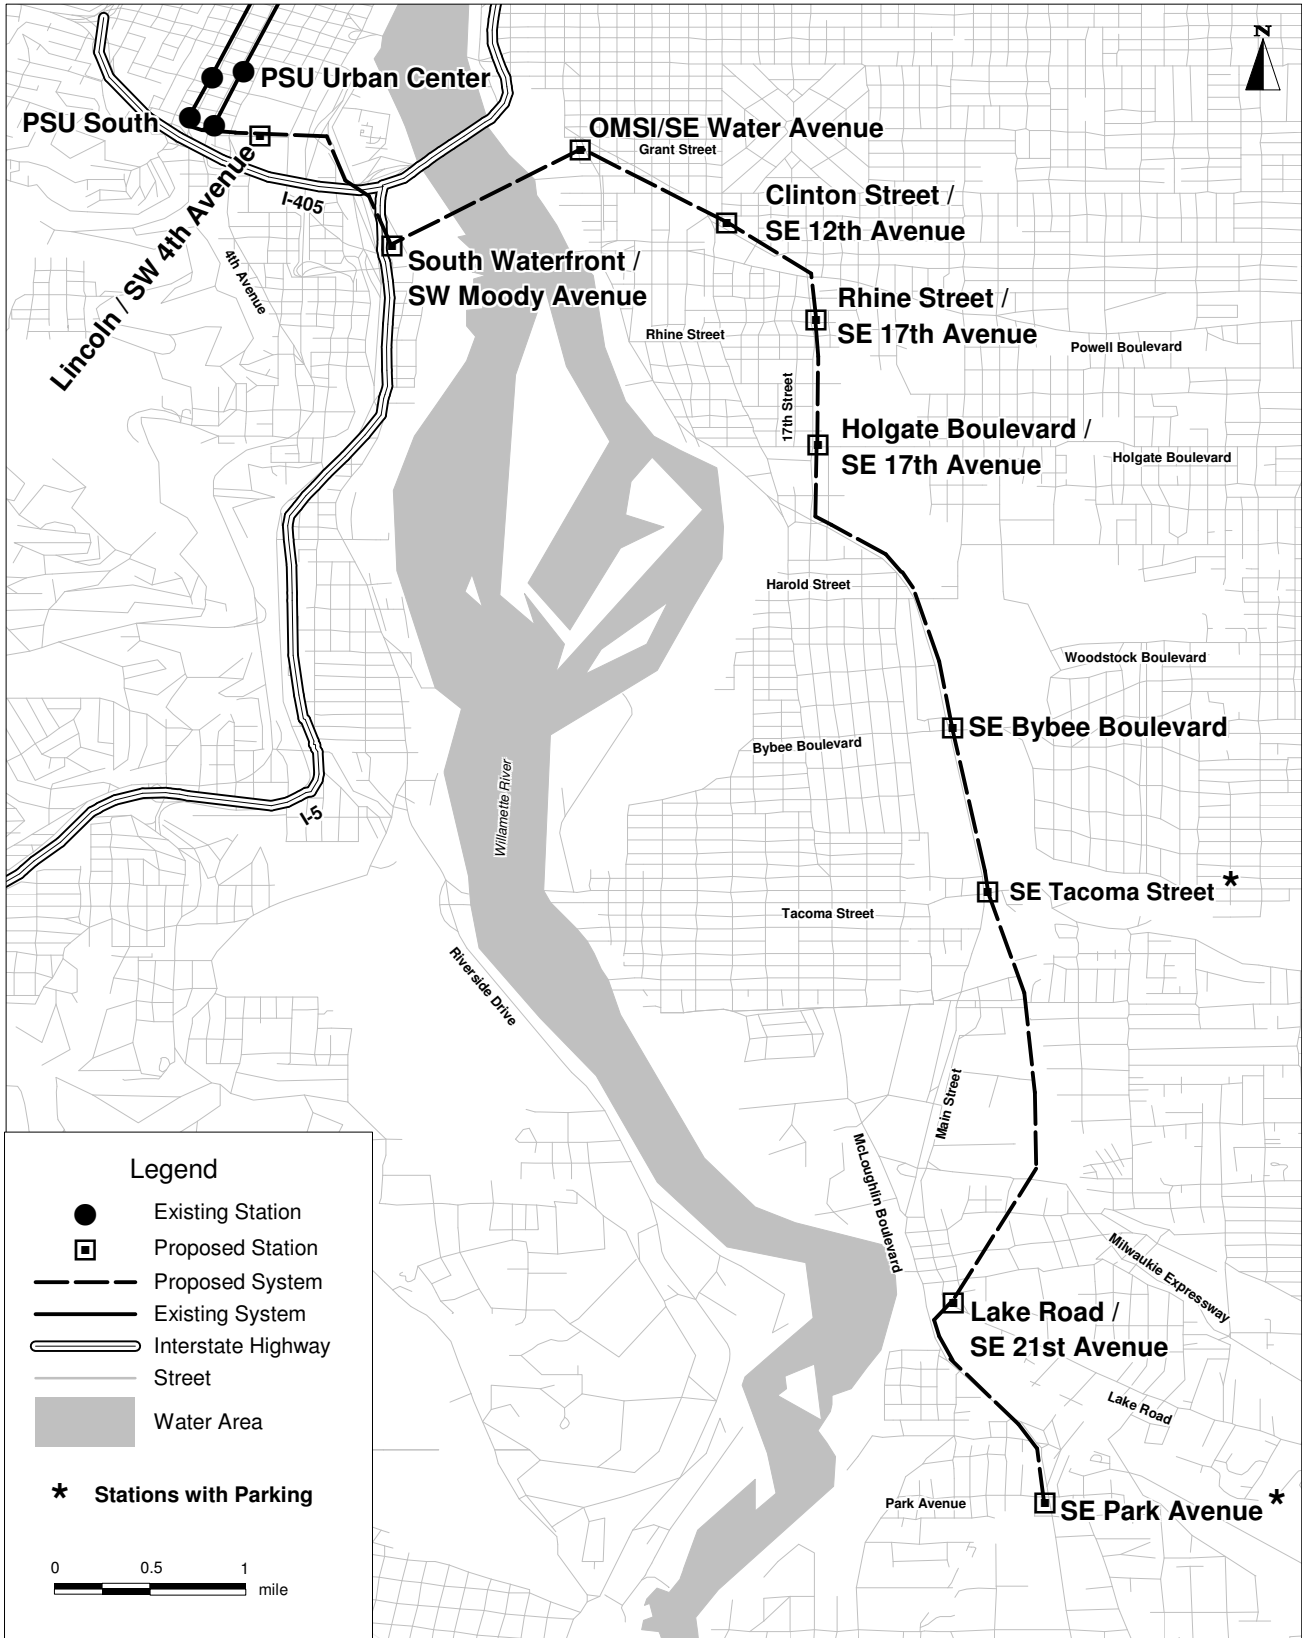 N
PSU Urban Center
PSU South
OMSI/SE Water Avenue
Grant Street
Lincoln / SW 4th Avenue
I-405
4th Avenue
Clinton Street /
SE 12th Avenue
South Waterfront /
SW Moody Avenue
Rhine Street /
SE 17th Avenue
Rhine Street
Powell Boulevard
17th Street
Holgate Boulevard /
SE 17th Avenue
Holgate Boulevard
Harold Street
Woodstock Boulevard
SE Bybee Boulevard
Bybee Boulevard
Willamette River
I-5
SE Tacoma Street *
Tacoma Street
Riverside Drive
Main Street
McLoughlin Boulevard
Milwaukie Expressway
Lake Road /
SE 21st Avenue
Lake Road
Park Avenue
SE Park Avenue *
Legend
Existing Station
Proposed Station
Proposed System
Existing System
Interstate Highway
Street
Water Area
* Stations with Parking
0 0.5 1
mile